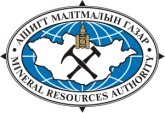 АШИГТ МАЛТМАЛЫН ГАЗАР
MINERAL RESOURCES AUTHORITY